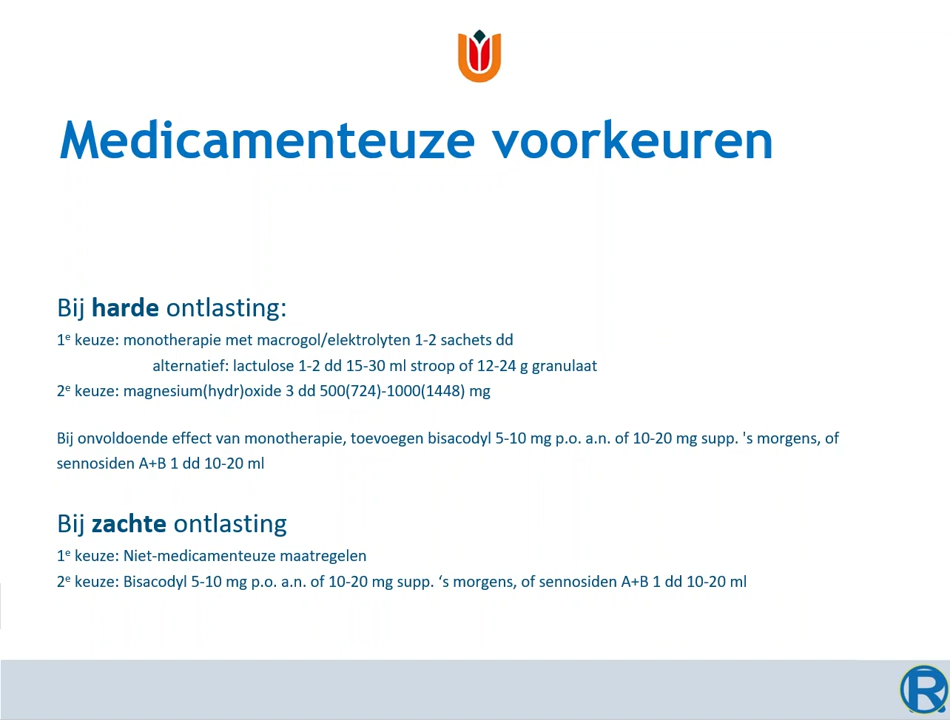 Medicamenteuze voorkeuren
Bij harde ontlasting:
1e keuze: monotherapie met macrogol/elektrolyten 1-2 sachets dd
alternatief: lactulose 1-2 dd 15-30 ml stroop of 12-24 g granulaat
2e keuze: magnesium(hydr)oxide 3 dd 500(724)-1000(1448) mg
Bij onvoldoende effect van monotherapie, toevoegen bisacodyl 5-10 mg p.o. a.n. of 10-20 mg supp. 's morgens, of
sennosiden A+B 1 dd 10-20 ml
Bij zachte ontlasting
1e keuze: Niet-medicamenteuze maatregelen
2e keuze: Bisacodyl 5-10 mg p.o. a.n. of 10-20 mg supp. ‘s morgens, of sennosiden A+B 1 dd 10-20 ml
R